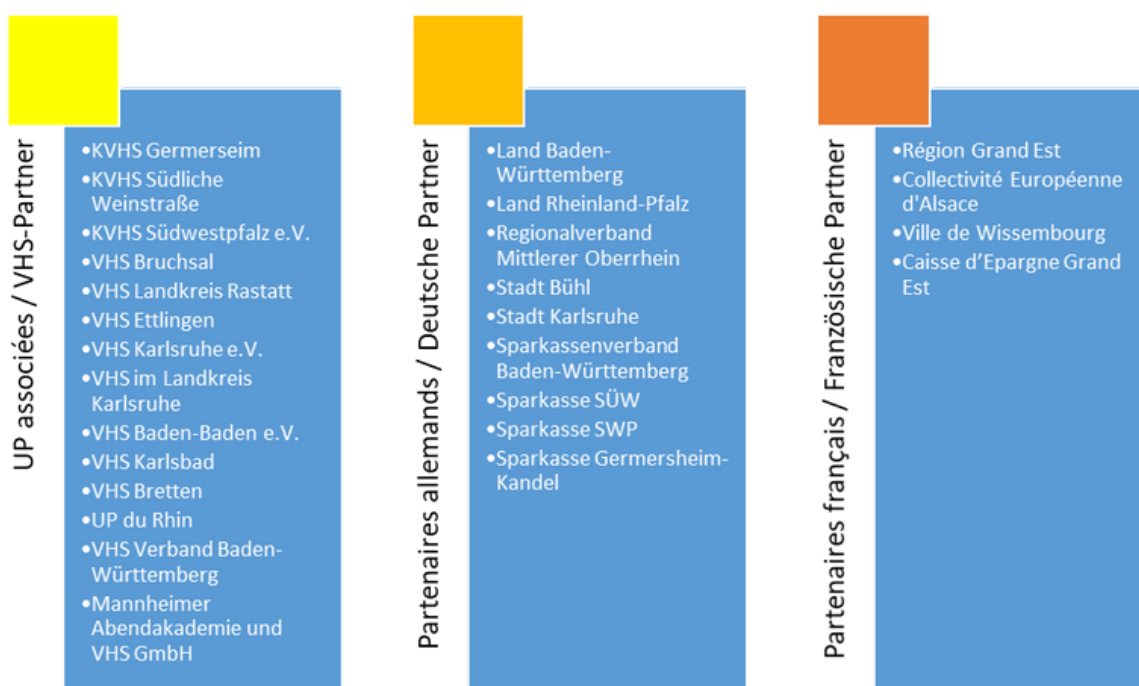 UP associées / VHS-Partner
•KVHS Germerseim
•KVHS Südliche
Weinstraße
•KVHS Südwestpfalz e.V.
•VHS Bruchsal
•VHS Landkreis Rastatt
•VHS Ettlingen
•VHS Karlsruhe e.V.
•VHS im Landkreis
Karlsruhe
•VHS Baden-Baden e.V.
•VHS Karlsbad
•VHS Bretten
•UP du Rhin
•VHS Verband Baden-
Württemberg
•Mannheimer
Abendakademie und
VHS GmbH
Partenaires allemands / Deutsche Partner
•Land Baden-
Württemberg
•Land Rheinland-Pfalz
•Regionalverband
Mittlerer Oberrhein
•Stadt Bühl
•Stadt Karlsruhe
•Sparkassenverband
Baden-Württemberg
•Sparkasse SÜW
•Sparkasse SWP
•Sparkasse Germersheim-
Kandel
Partenaires français / Französische Partner
•Région Grand Est
•Collectivité Européenne
d'Alsace
•Ville de Wissembourg
•Caisse d’Epargne Grand
Est